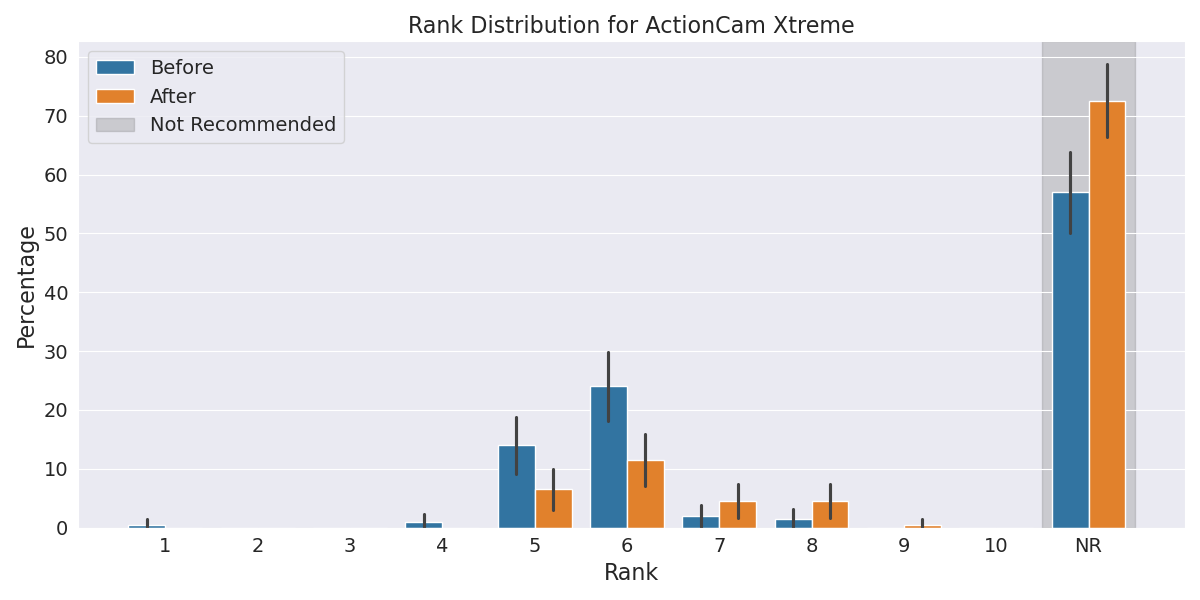 Rank Distribution for ActionCam Xtreme
Before
After
Not Recommended
Percentage
80
70
60
50
40
30
20
10
0
1 2 3 4 5 6 7 8 9 10 NR
Rank